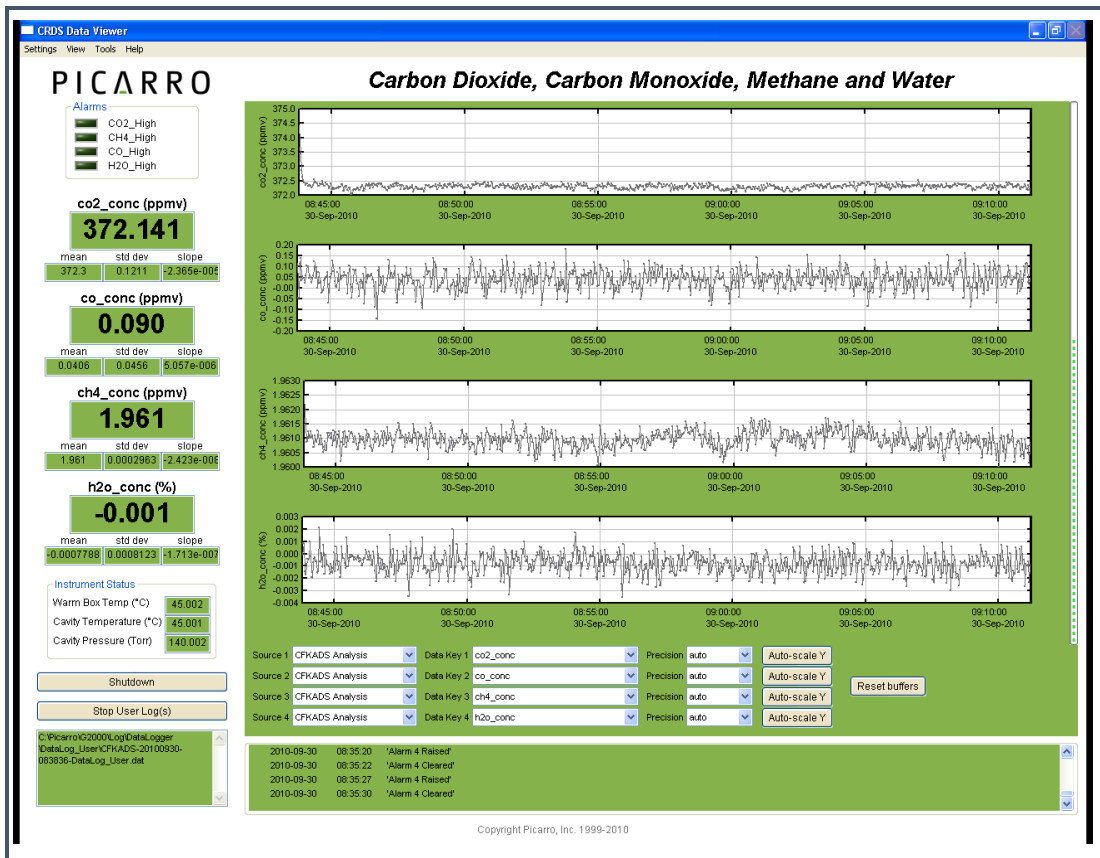 CRDS Data Viewer
Settings View Tools Help
PICARRO
Carbon Dioxide, Carbon Monoxide, Methane and Water
Alarms
CO2_High
CH4_High
CO_High
H2O_High
co2_conc (ppmv)
372.141
mean std dev slope
372.3 0.1211 -2.365e-005
co_conc (ppmv)
0.090
mean std dev slope
0.0406 0.0456 5.057e-006
ch4_conc (ppmv)
1.961
mean std dev slope
1.961 0.0002963 -2.423e-008
h2o_conc (%)
-0.001
mean std dev slope
-0.0007788 0.0008123 -1.713e-007
Instrument Status
Warm Box Temp (°C) 45.002
Cavity Temperature (°C) 45.001
Cavity Pressure (Torr) 140.002
Shutdown
Stop User Log(s)
C:\Picarro\G2000\Log\DataLogger
\DataLog_User\CFKADS-20100930-
083836-DataLog_User.dat
co2_conc (ppmv)
375.0
374.5
374.0
373.5
373.0
372.5
372.0
08:45:00 08:50:00 08:55:00 09:00:00 09:05:00 09:10:00
30-Sep-2010 30-Sep-2010 30-Sep-2010 30-Sep-2010 30-Sep-2010 30-Sep-2010
co_conc (ppmv)
0.20
0.15
0.10
0.05
-0.00
-0.05
-0.10
-0.15
-0.20
08:45:00 08:50:00 08:55:00 09:00:00 09:05:00 09:10:00
30-Sep-2010 30-Sep-2010 30-Sep-2010 30-Sep-2010 30-Sep-2010 30-Sep-2010
ch4_conc (ppmv)
1.9630
1.9625
1.9620
1.9615
1.9610
1.9605
1.9600
08:45:00 08:50:00 08:55:00 09:00:00 09:05:00 09:10:00
30-Sep-2010 30-Sep-2010 30-Sep-2010 30-Sep-2010 30-Sep-2010 30-Sep-2010
h2o_conc (%)
0.003
0.002
0.001
0.000
-0.001
-0.002
-0.003
-0.004
08:45:00 08:50:00 08:55:00 09:00:00 09:05:00 09:10:00
30-Sep-2010 30-Sep-2010 30-Sep-2010 30-Sep-2010 30-Sep-2010 30-Sep-2010
Source 1 CFKADS Analysis Data Key 1 co2_conc Precision auto Auto-scale Y
Source 2 CFKADS Analysis Data Key 2 co_conc Precision auto Auto-scale Y
Source 3 CFKADS Analysis Data Key 3 ch4_conc Precision auto Auto-scale Y
Source 4 CFKADS Analysis Data Key 4 h2o_conc Precision auto Auto-scale Y
Reset buffers
2010-09-30 08:35:20 'Alarm 4 Raised'
2010-09-30 08:35:22 'Alarm 4 Cleared'
2010-09-30 08:35:27 'Alarm 4 Raised'
2010-09-30 08:35:30 'Alarm 4 Cleared'
Copyright Picarro, Inc. 1999-2010